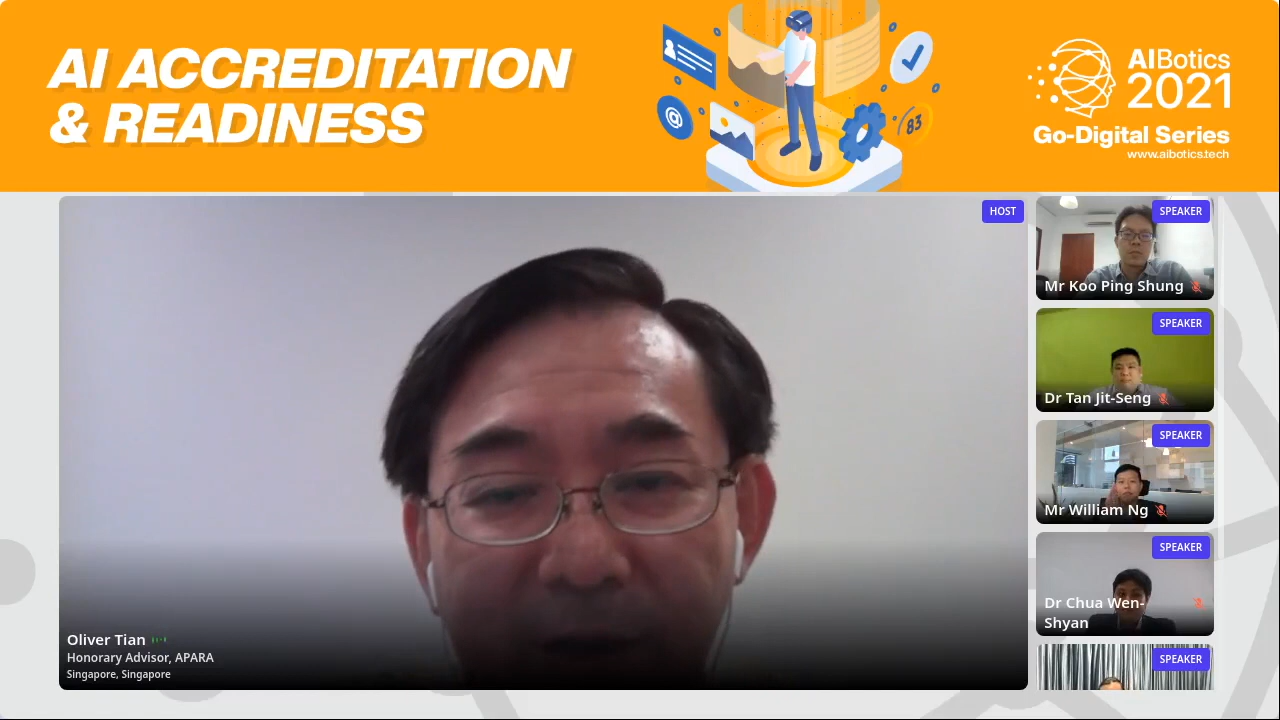 AI ACCREDITATION
& READINESS
@
83
AIBotics
2021
Go-Digital Series
www.aibotics.tech
HOST
Oliver Tian
Honorary Advisor, APARA
Singapore, Singapore
SPEAKER
Mr Koo Ping Shung
SPEAKER
Dr Tan Jit-Seng
SPEAKER
Mr William Ng
SPEAKER
Dr Chua Wen-
Shyan
SPEAKER